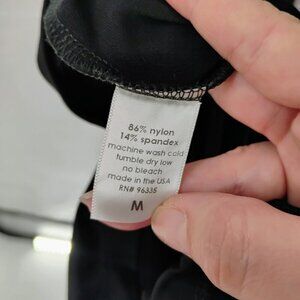 86% nylon
14% spandex
machine wash cold
tumble dry low
no bleach
made in the USA
RN# 96335
M